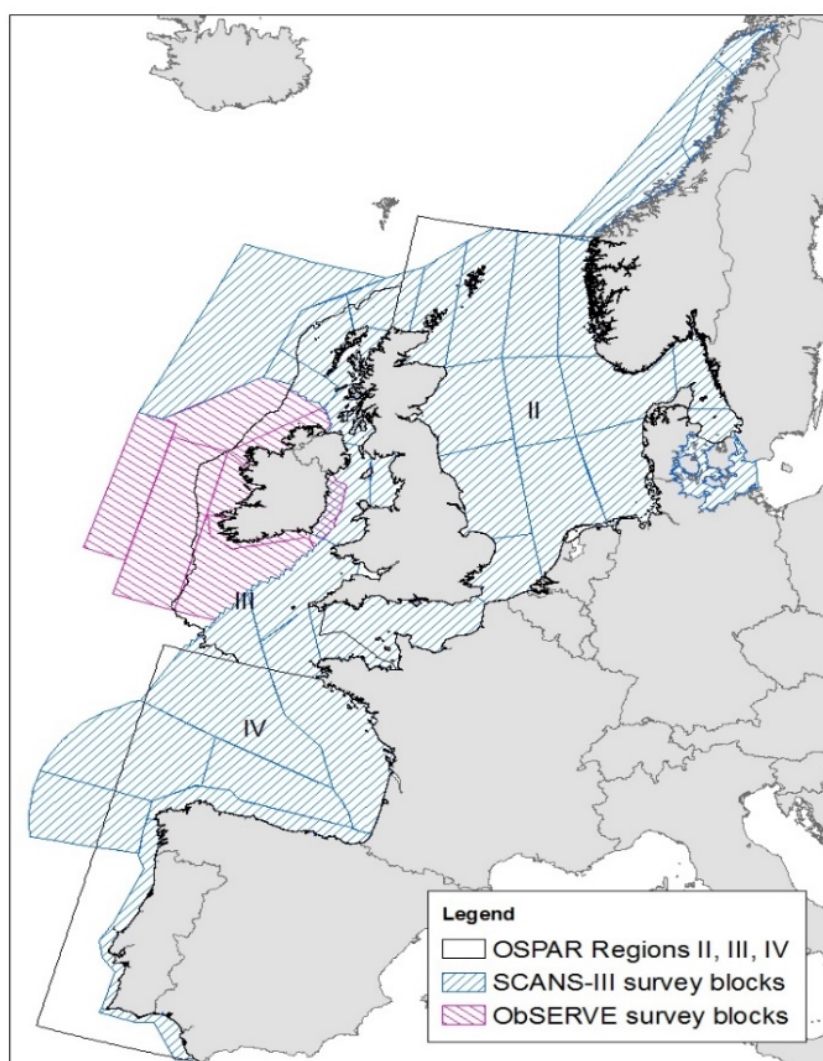 II
III
IV
Legend
OSPAR Regions II, III, IV
SCANS-III survey blocks
ObSERVE survey blocks